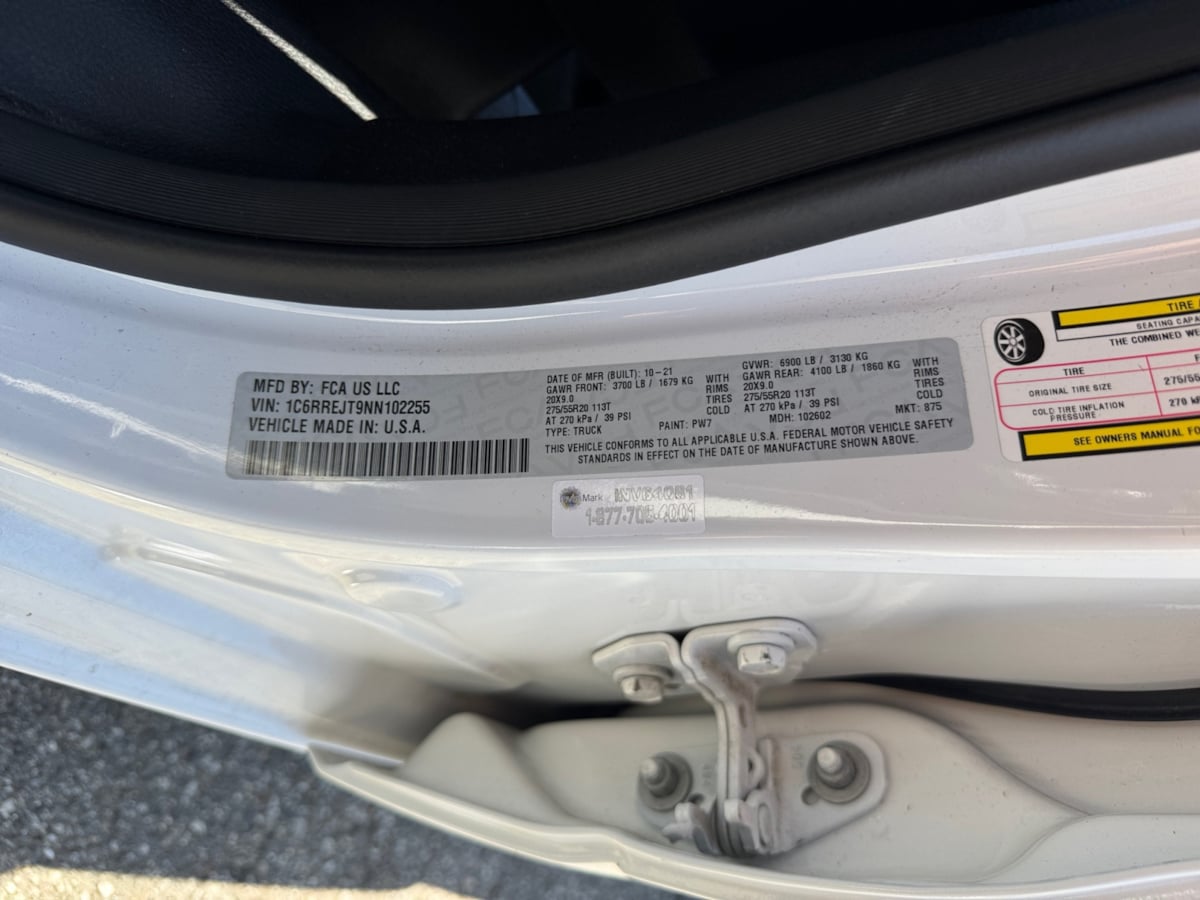 MFD BY: FCA US LLC
VIN: 1C6RREJT9NN102255
VEHICLE MADE IN: U.S.A.
DATE OF MFR (BUILT): 10-21
GAWR FRONT: 3700 LB / 1679 KG WITH
20X9.0 RIMS
275/55R20 113T TIRES
AT 270 kPa / 39 PSI COLD
TYPE: TRUCK PAINT: PW7
GVWR: 6900 LB / 3130 KG
GAWR REAR: 4100 LB / 1860 KG WITH
20X9.0 RIMS
275/55R20 113T TIRES
AT 270 kPa / 39 PSI COLD
MDH: 102602 MKT: 875
THIS VEHICLE CONFORMS TO ALL APPLICABLE U.S.A. FEDERAL MOTOR VEHICLE SAFETY
STANDARDS IN EFFECT ON THE DATE OF MANUFACTURE SHOWN ABOVE.
Mark
1-877-705-4001
TIRE
SEATING
THE COMBINED
TIRE
ORIGINAL TIRE SIZE 275/55
COLD TIRE INFLATION
PRESSURE 270
SEE OWNERS MANUAL